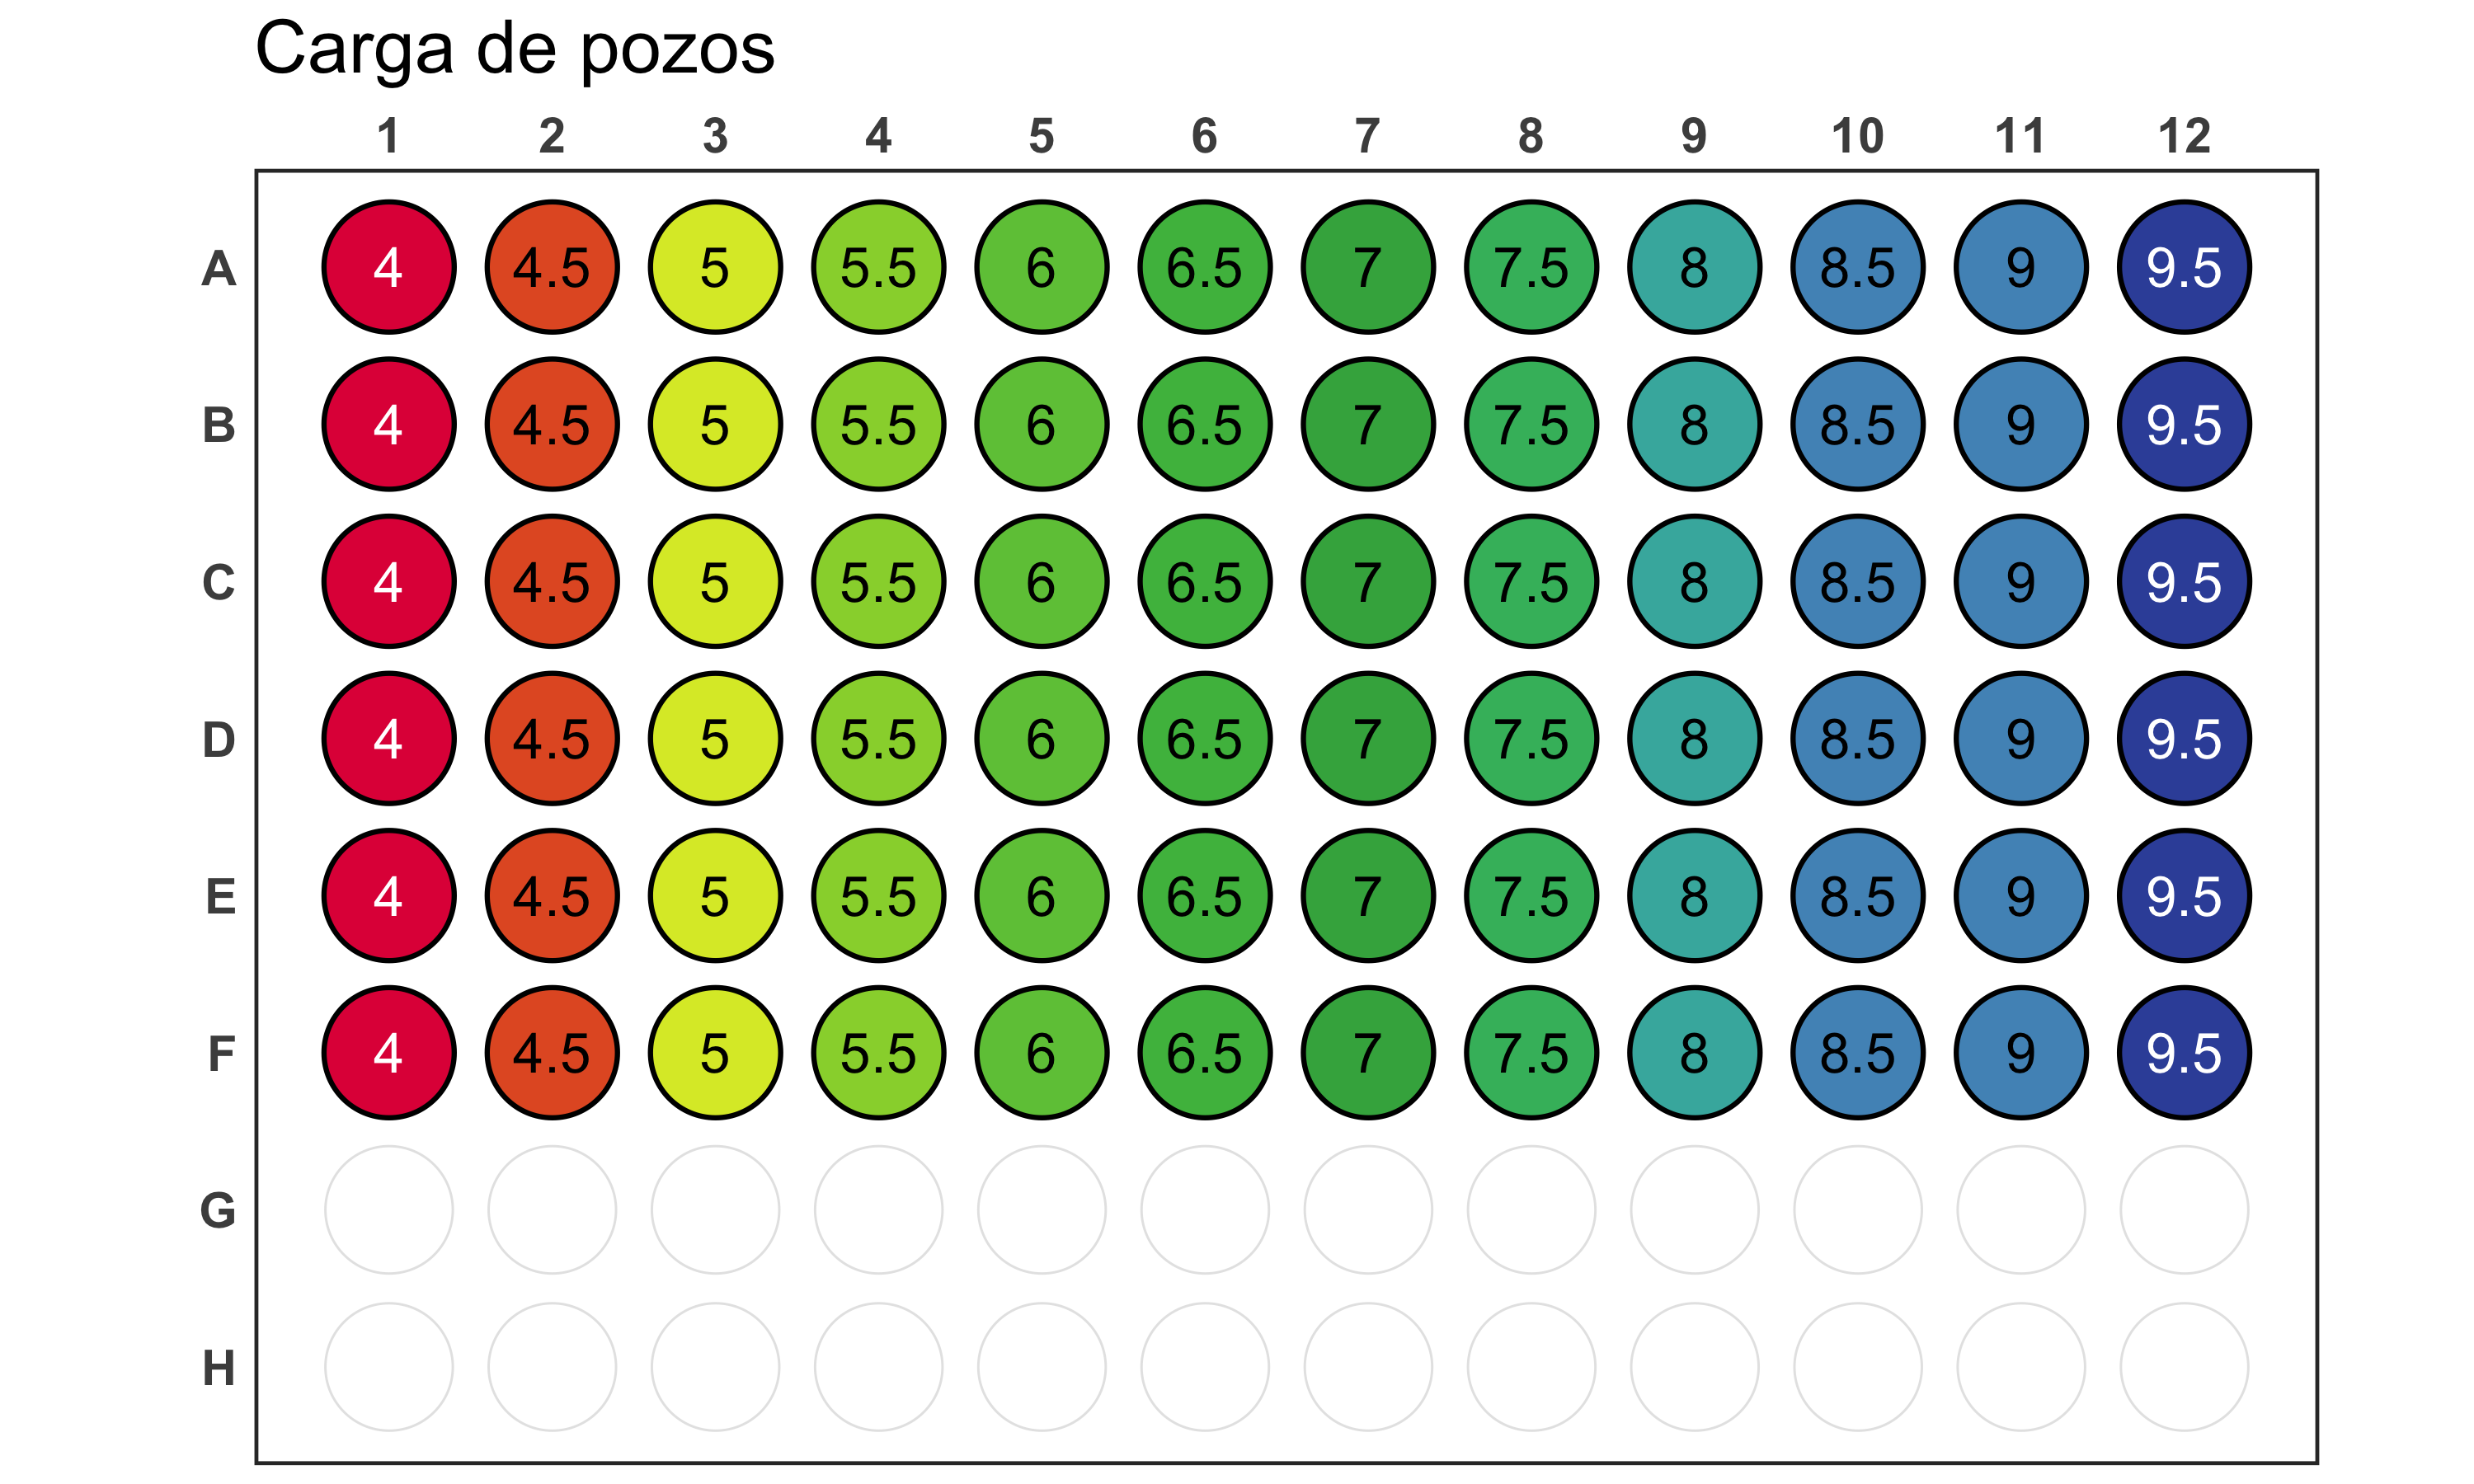 Carga de pozos
1 2 3 4 5 6 7 8 9 10 11 12
A 4 4.5 5 5.5 6 6.5 7 7.5 8 8.5 9 9.5
B 4 4.5 5 5.5 6 6.5 7 7.5 8 8.5 9 9.5
C 4 4.5 5 5.5 6 6.5 7 7.5 8 8.5 9 9.5
D 4 4.5 5 5.5 6 6.5 7 7.5 8 8.5 9 9.5
E 4 4.5 5 5.5 6 6.5 7 7.5 8 8.5 9 9.5
F 4 4.5 5 5.5 6 6.5 7 7.5 8 8.5 9 9.5
G
H